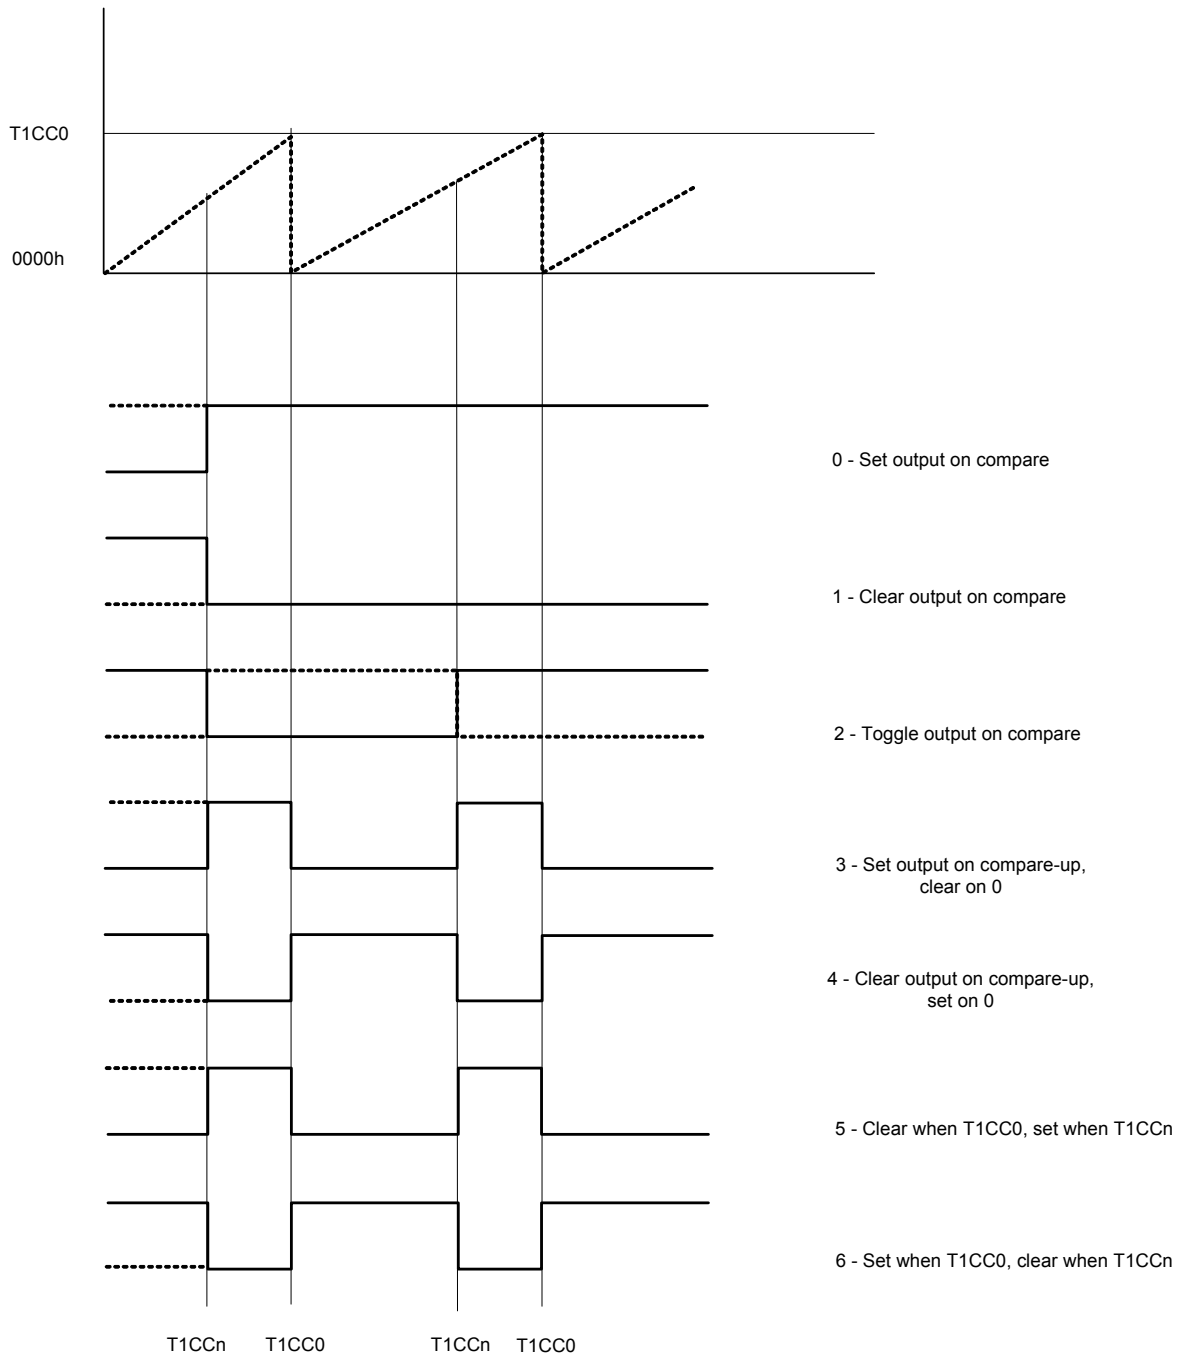 T1CC0
0000h
0 - Set output on compare
1 - Clear output on compare
2 - Toggle output on compare
3 - Set output on compare-up,
clear on 0
4 - Clear output on compare-up,
set on 0
5 - Clear when T1CC0, set when T1CCn
6 - Set when T1CC0, clear when T1CCn
T1CCn T1CC0 T1CCn T1CC0